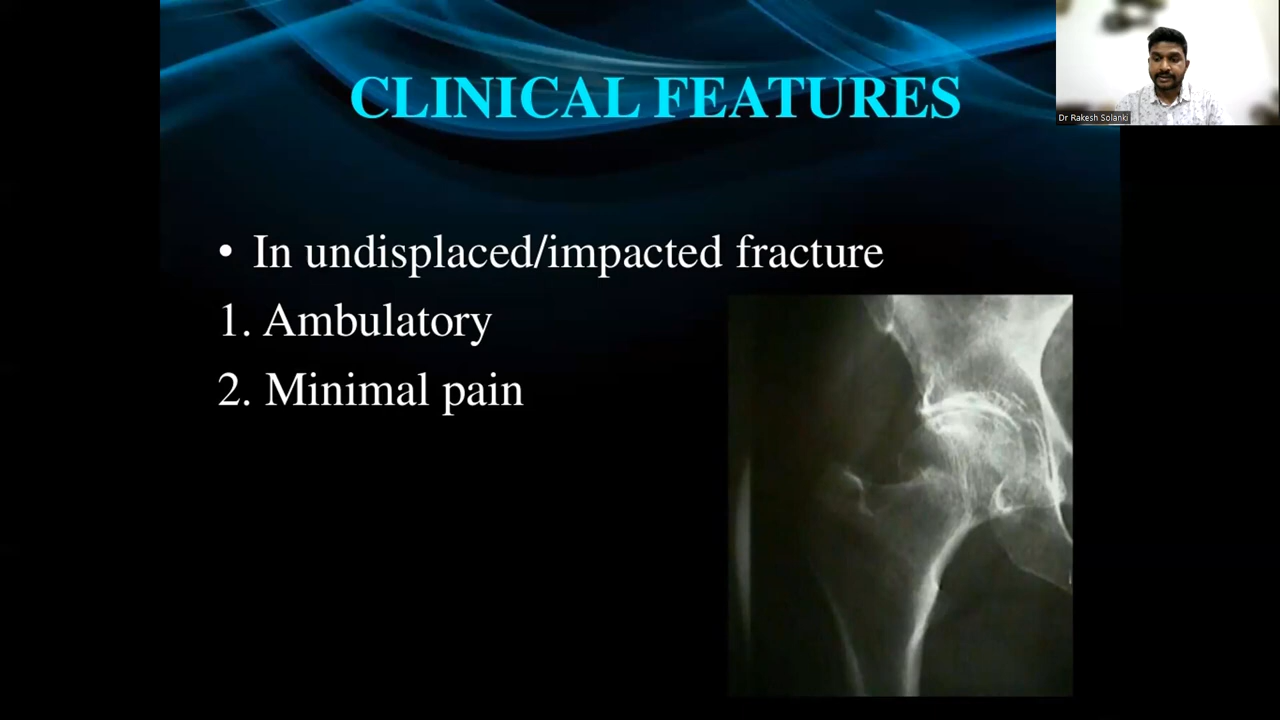 CLINICAL FEATURES
Dr Rakesh Solanki
• In undisplaced/impacted fracture
1. Ambulatory
2. Minimal pain